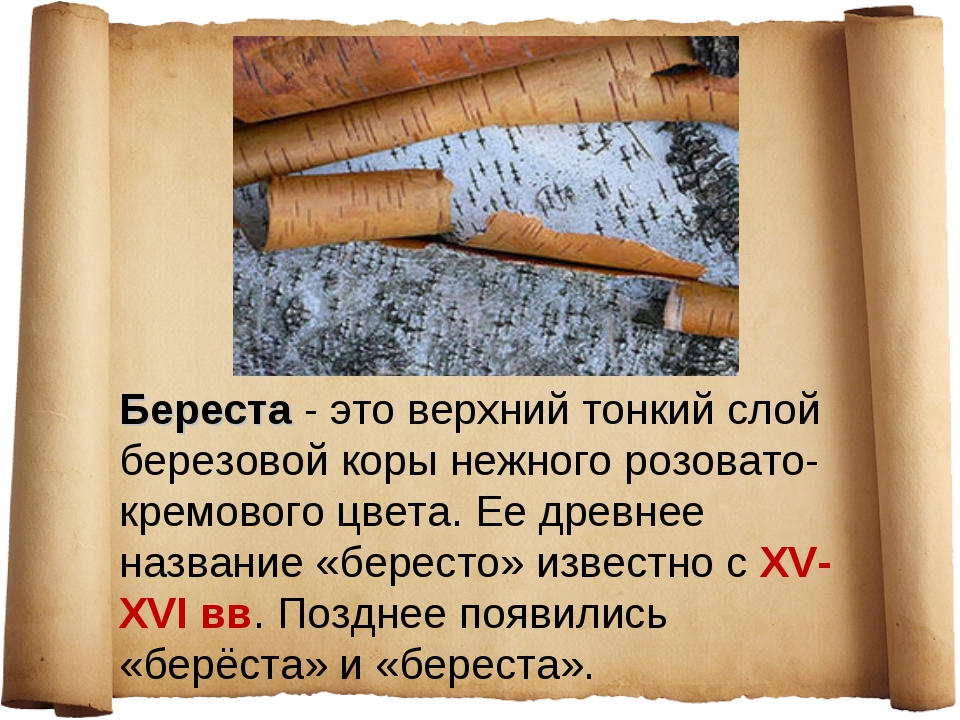 Береста - это верхний тонкий слой
березовой коры нежного розовато-
кремового цвета. Ее древнее
название «бересто» известно с XV-
XVI вв. Позднее появились
«берёста» и «береста».